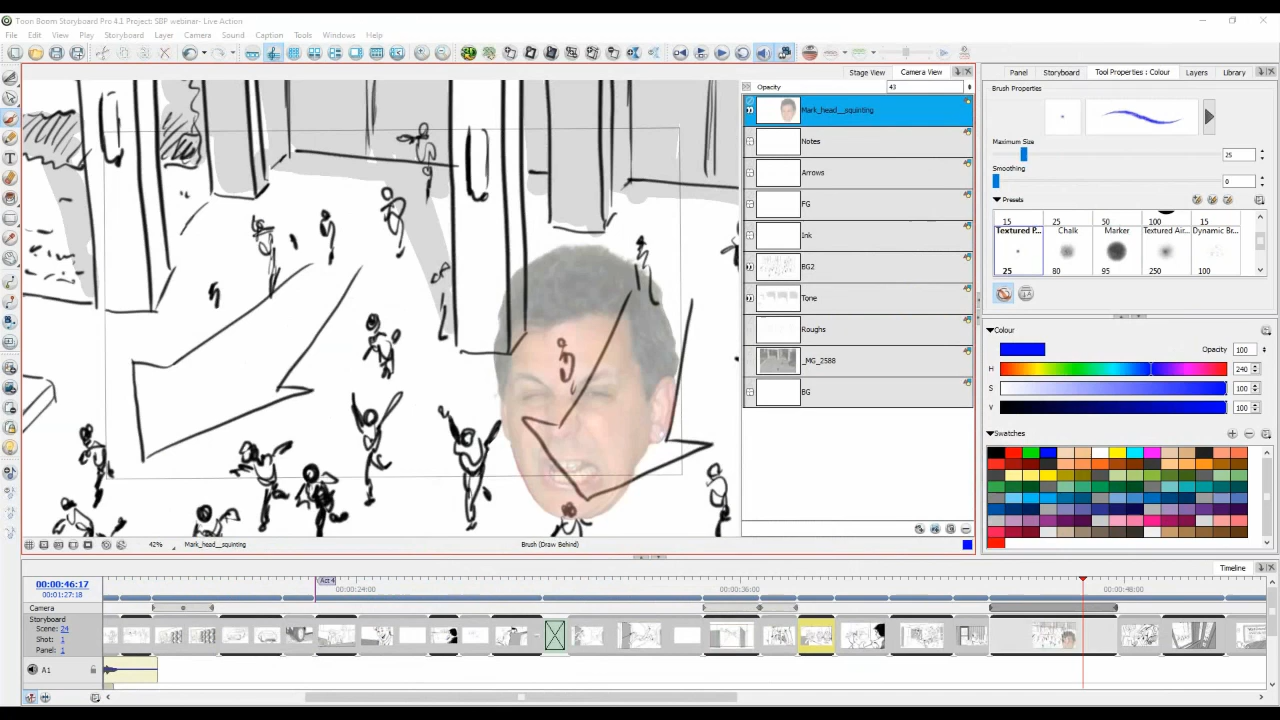 Toon Boom Storyboard Pro 4.1 Project: SBP webinar- Live Action
File Edit View Play Storyboard Layer Camera Sound Caption Tools Windows Help
Stage View Camera View
Panel Storyboard Tool Properties : Colour Layers Library
Opacity 43
Mark_head__squinting
Notes
Arrows
FG
Ink
BG2
Tone
Roughs
_MG_2588
BG
Brush Properties
Maximum Size
25
Smoothing
0
Presets
15 25 50 100 15
Textured P... Chalk Marker Textured Air... Dynamic Br...
25 80 95 250 100
Colour
Opacity 100
H 240
S 100
V 100
Swatches
42% Mark_head__squinting Brush (Draw Behind)
Timeline
00:00:46:17
00:01:27:18
Act 4
00:00:24:00 00:00:36:00 00:00:48:00
Camera
Storyboard
Scene: 24
Shot: 1
Panel: 1
A1